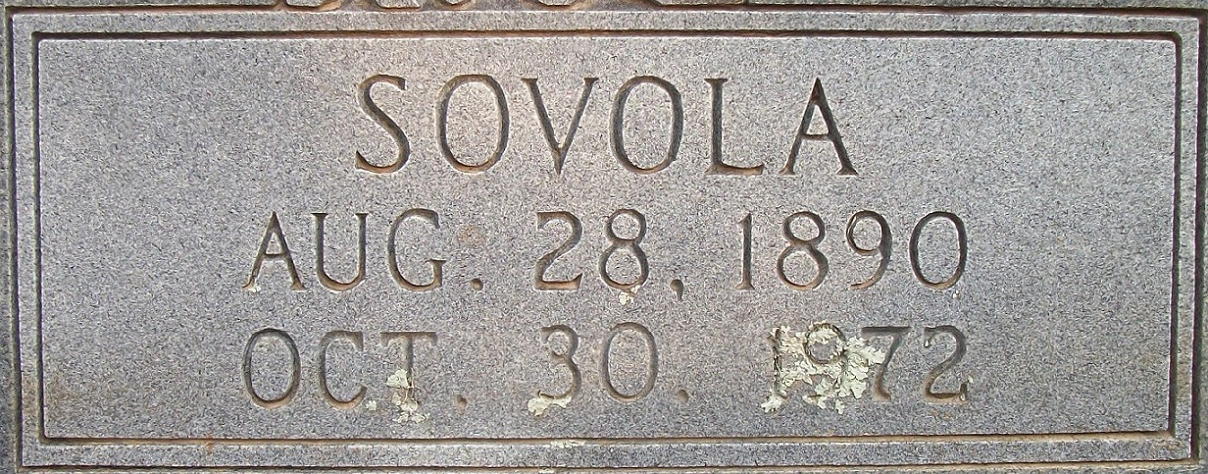 SOVOLA
AUG. 28, 1890
OCT. 30, 1972